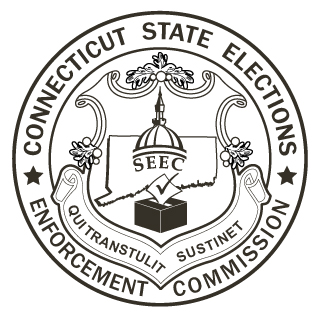 CONNECTICUT STATE ELECTIONS
SEEC
QUI TRANSTULIT SUSTINET
ENFORCEMENT COMMISSION